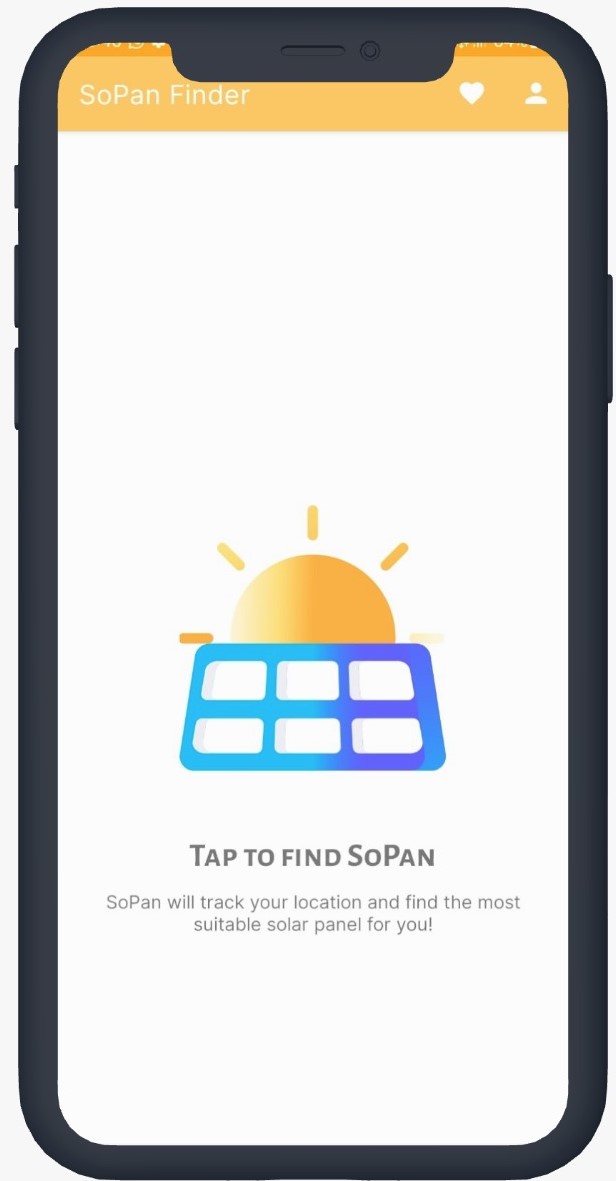 SoPan Finder
Tap to find SoPan
SoPan will track your location and find the most
suitable solar panel for you!